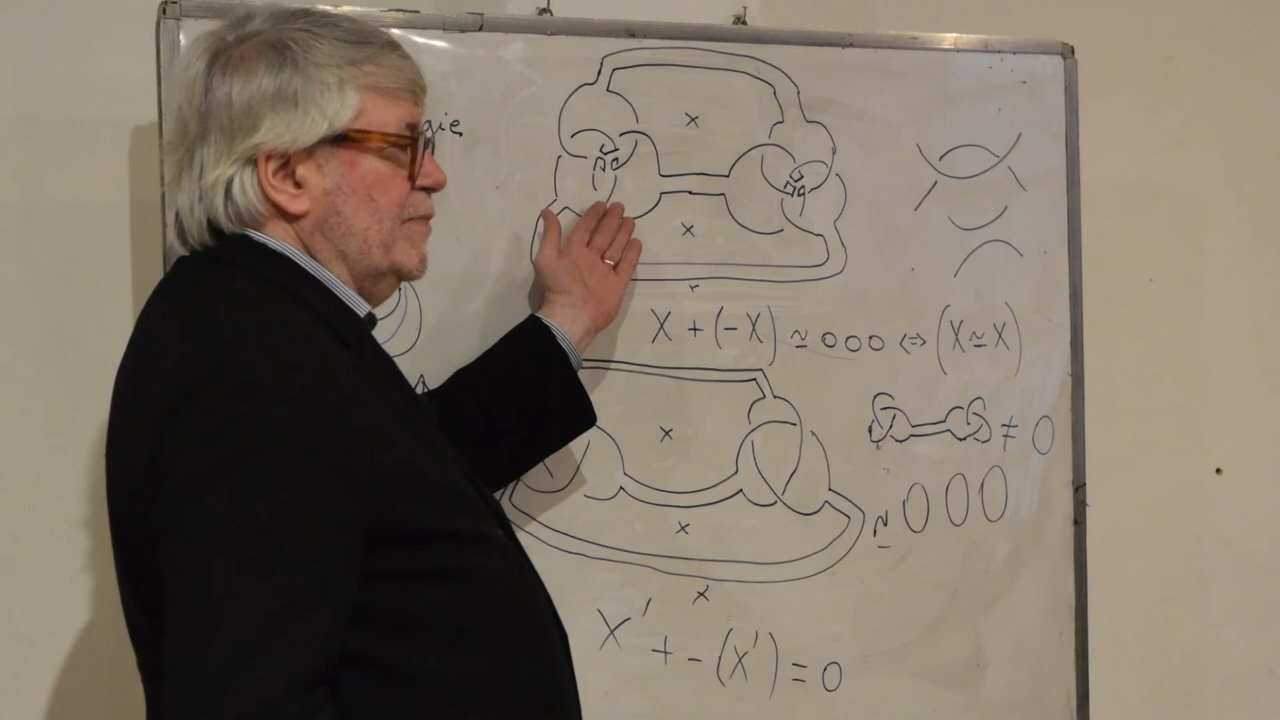 x
x
X + (-X) ≃ 000 ⇔ (X ≃ X)
x
≠ 0
x
≃ 000
x
X' + -(X') = 0